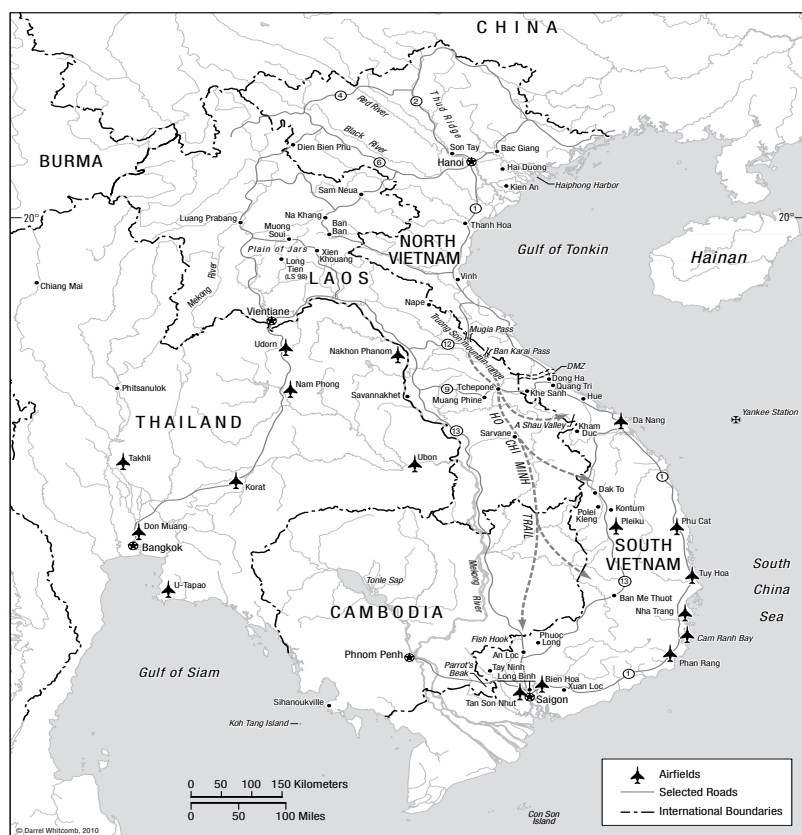 CHINA
BURMA
NORTH
VIETNAM
LAOS
THAILAND
CAMBODIA
SOUTH
VIETNAM
Hainan
Gulf of Tonkin
Gulf of Siam
South
China
Sea
20°
20°
4
2
Red River
Thud Ridge
Black River
6
Dien Bien Phu
Son Tay
Bac Giang
Hanoi
Hai Duong
Kien An
Haiphong Harbor
Sam Neua
1
Luang Prabang
Na Khang
Ban
Ban
Muong
Soui
Thanh Hoa
Plain of Jars
Xien
Khouang
Long
Tien
(LS 98)
Mekong River
Chiang Mai
Vinh
Vientiane
Nape
Truong Son mountain range
Mugia Pass
Udorn
Nakhon Phanom
12
Ban Karai Pass
DMZ
Dong Ha
Quang Tri
Nam Phong
9
Tchepone
Khe Sanh
Hue
Phitsanulok
Savannakhet
Muang Phine
13
HO CHI MINH
TRAIL
A Shau Valley
Kham
Duc
Da Nang
Yankee Station
Sarvane
Takhli
Ubon
Korat
1
Dak To
Kontum
Polei
Kleng
Pleiku
Phu Cat
Don Muang
Bangkok
U-Tapao
Tonle Sap
Mekong River
13
Tuy Hoa
Ban Me Thuot
Nha Trang
Cam Ranh Bay
Phan Rang
Fish Hook
Phuoc
Long
An Loc
Phnom Penh
Parrot's
Beak
Tay Ninh
Long Binh
Bien Hoa
Xuan Loc
1
Tan Son Nhut
Saigon
Sihanoukville
Koh Tang Island
Con Son
Island
0 50 100 150 Kilometers
0 50 100 Miles
Airfields
Selected Roads
International Boundaries
© Darrel Whitcomb, 2010